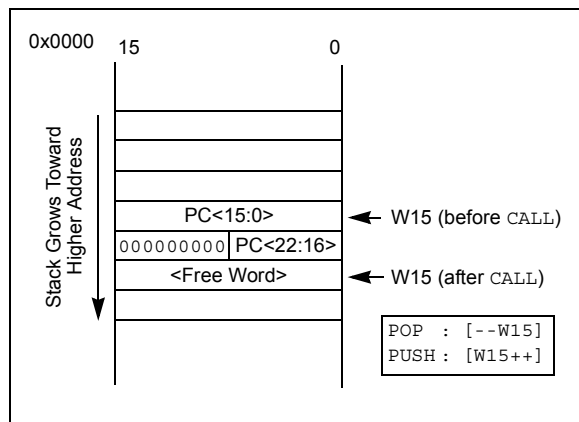 0x0000
15 0
Stack Grows Toward
Higher Address
PC<15:0>
W15 (before CALL)
000000000 PC<22:16>
<Free Word>
W15 (after CALL)
POP : [--W15]
PUSH : [W15++]